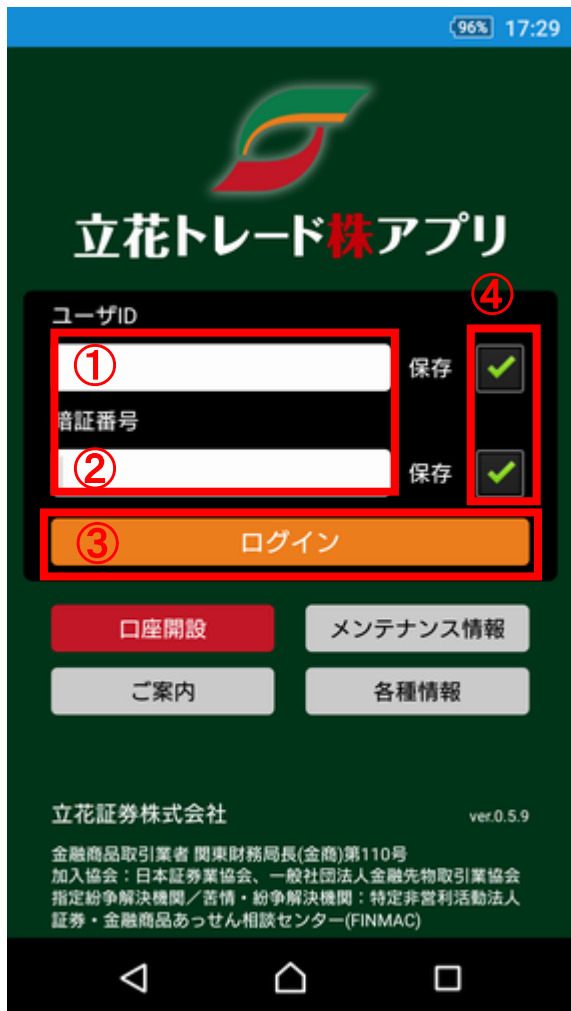 96% 17:29
立花トレード株アプリ
④
ユーザID
① 保存
暗証番号
② 保存
③ ログイン
口座開設 メンテナンス情報
ご案内 各種情報
立花証券株式会社 ver.0.5.9
金融商品取引業者 関東財務局長(金商)第110号
加入協会：日本証券業協会、一般社団法人金融先物取引業協会
指定紛争解決機関／苦情・紛争解決機関：特定非営利活動法人
証券・金融商品あっせん相談センター(FINMAC)